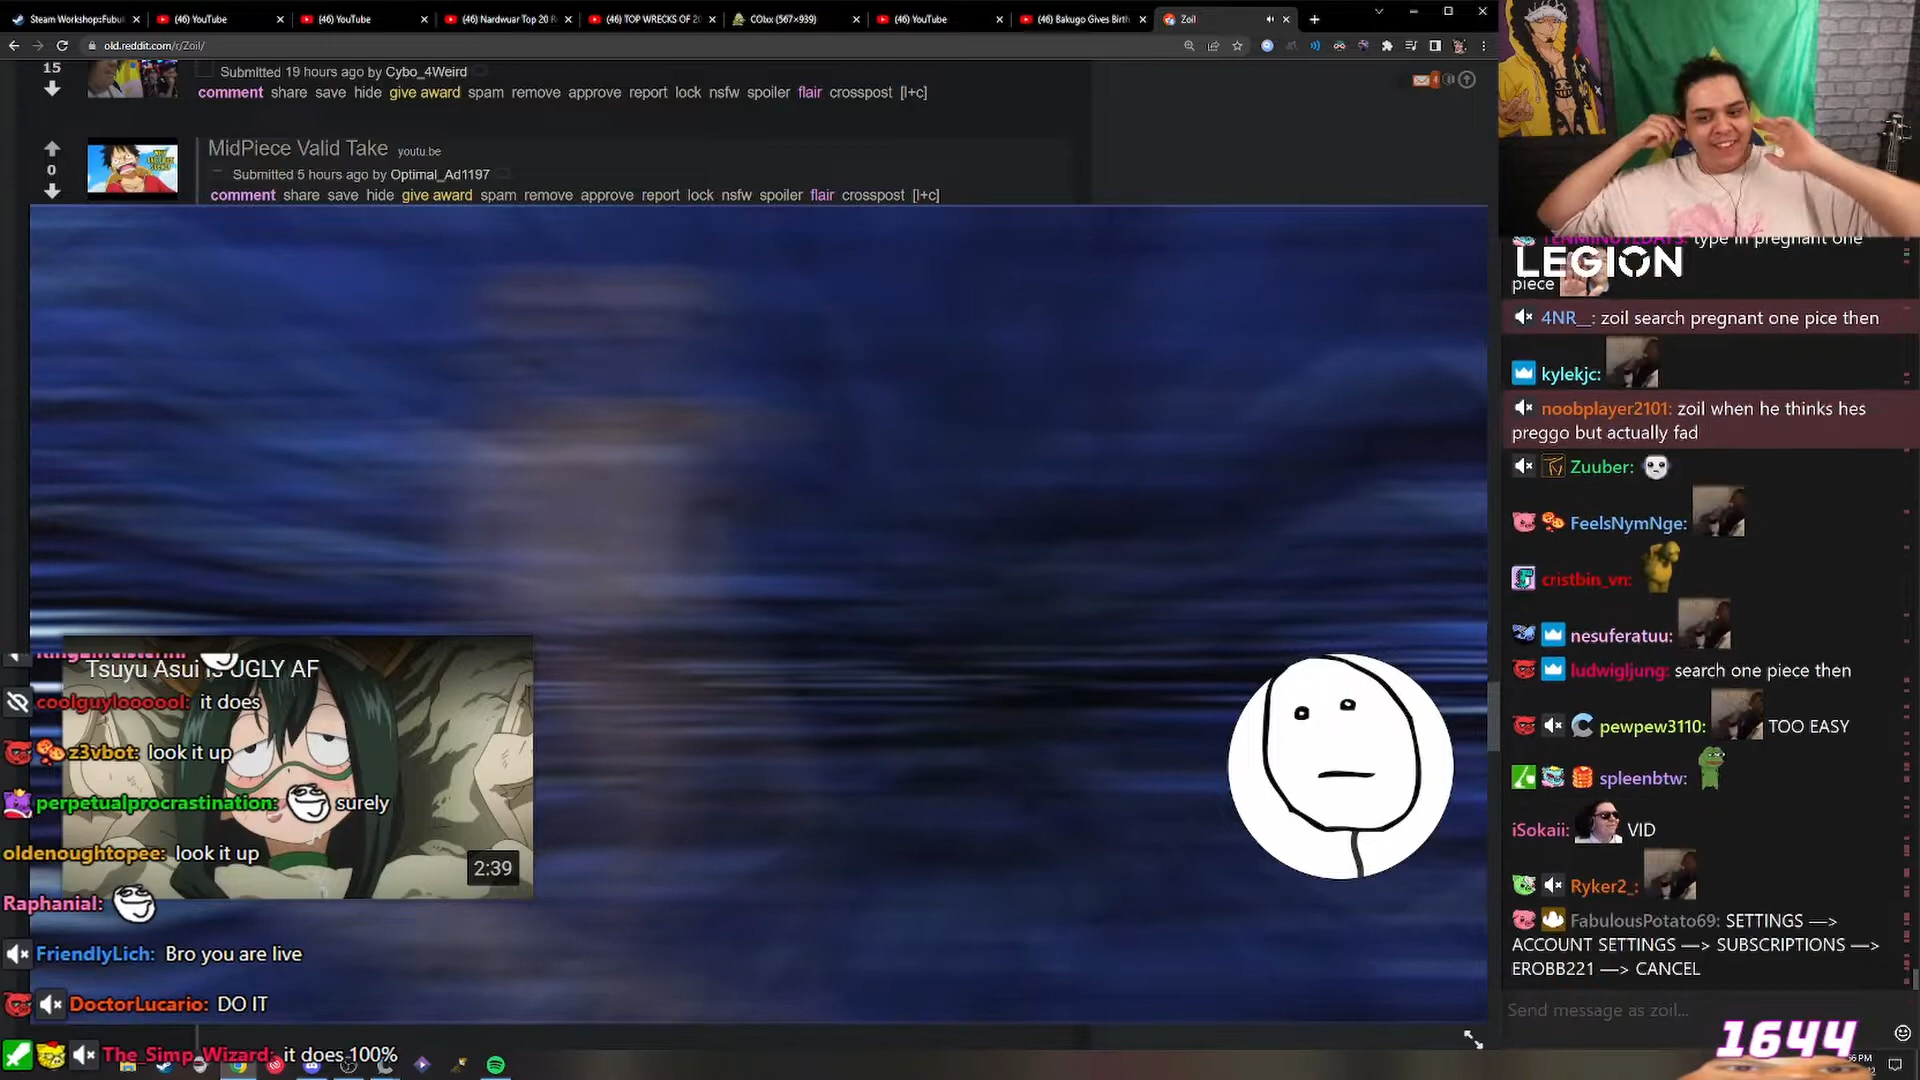 Steam Workshop:Fubuk
(46) YouTube
(46) YouTube
(46) Nardwuar Top 20 R
(46) TOP WRECKS OF 20
COlxx (567×939)
(46) YouTube
(46) Bakugo Gives Birth
Zoil
old.reddit.com/r/Zoil/
15
Submitted 19 hours ago by Cybo_4Weird
comment share save hide give award spam remove approve report lock nsfw spoiler flair crosspost [l+c]
4
MidPiece Valid Take youtu.be
0
Submitted 5 hours ago by Optimal_Ad1197
comment share save hide give award spam remove approve report lock nsfw spoiler flair crosspost [l+c]
type in pregnant one
LEGION
piece
4NR__: zoil search pregnant one pice then
kylekjc:
noobplayer2101: zoil when he thinks hes
preggo but actually fad
Zuuber:
FeelsNymNge:
cristbin_vn:
nesuferatuu:
ludwigljung: search one piece then
pewpew3110: TOO EASY
spleenbtw:
iSokaii: VID
Ryker2_:
FabulousPotato69: SETTINGS —>
ACCOUNT SETTINGS —> SUBSCRIPTIONS —>
EROBB221 —> CANCEL
Send message as zoil...
1644
Tsuyu Asui is UGLY AF
coolguyloooool: it does
z3vbot: look it up
perpetualprocrastination: surely
oldenoughtopee: look it up
2:39
Raphanial:
FriendlyLich: Bro you are live
DoctorLucario: DO IT
The_Simp_Wizard: it does 100%